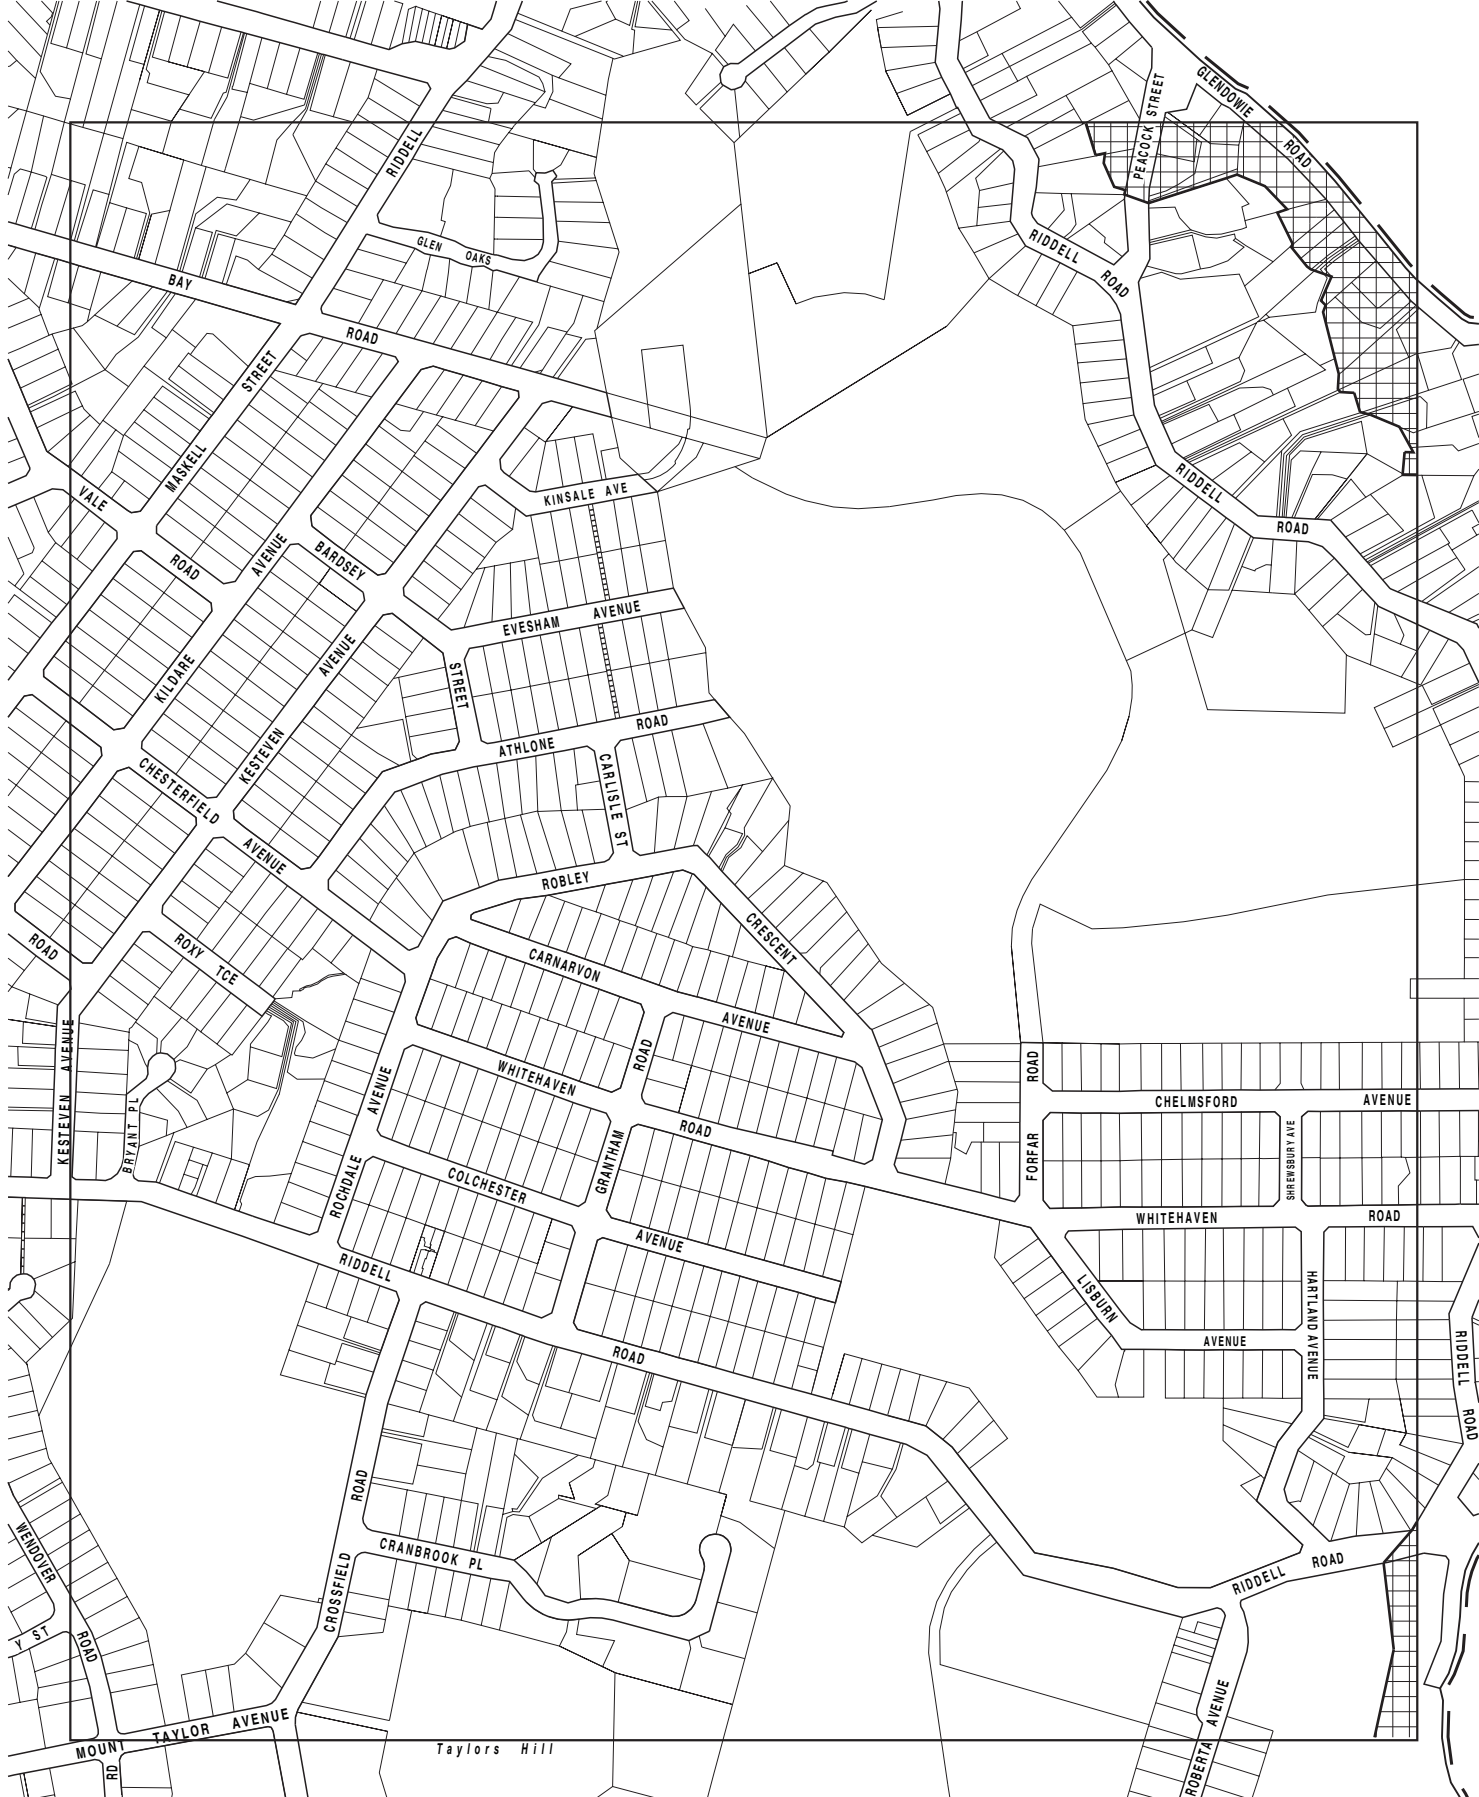 GLENDOWIE
ROAD
PEACOCK STREET
RIDDELL
GLEN OAKS
RIDDELL
ROAD
BAY
ROAD
STREET
MASKELL
VALE
ROAD
KINSALE AVE
RIDDELL
ROAD
AVENUE
BARDSEY
EVESHAM AVENUE
AVENUE
KILDARE
STREET
ATHLONE
ROAD
KESTEVEN
CARLISLE ST
CHESTERFIELD
AVENUE
ROBLEY
CRESCENT
ROAD
ROXY TCE
CARNARVON
AVENUE
KESTEVEN AVENUE
BRYANT PL
AVENUE
ROCHDALE
WHITEHAVEN
ROAD
ROAD
GRANTHAM
COLCHESTER
AVENUE
ROAD
FORFAR
CHELMSFORD
AVENUE
SHREWSBURY AVE
WHITEHAVEN
ROAD
RIDDELL
LISBURN
AVENUE
HARTLAND AVENUE
RIDDELL
ROAD
ROAD
ROAD
CROSSFIELD
CRANBROOK PL
WENDOVER
ROAD
Y ST
RIDDELL
ROAD
ROBERTA AVENUE
MOUNT TAYLOR AVENUE
RD
Taylors Hill